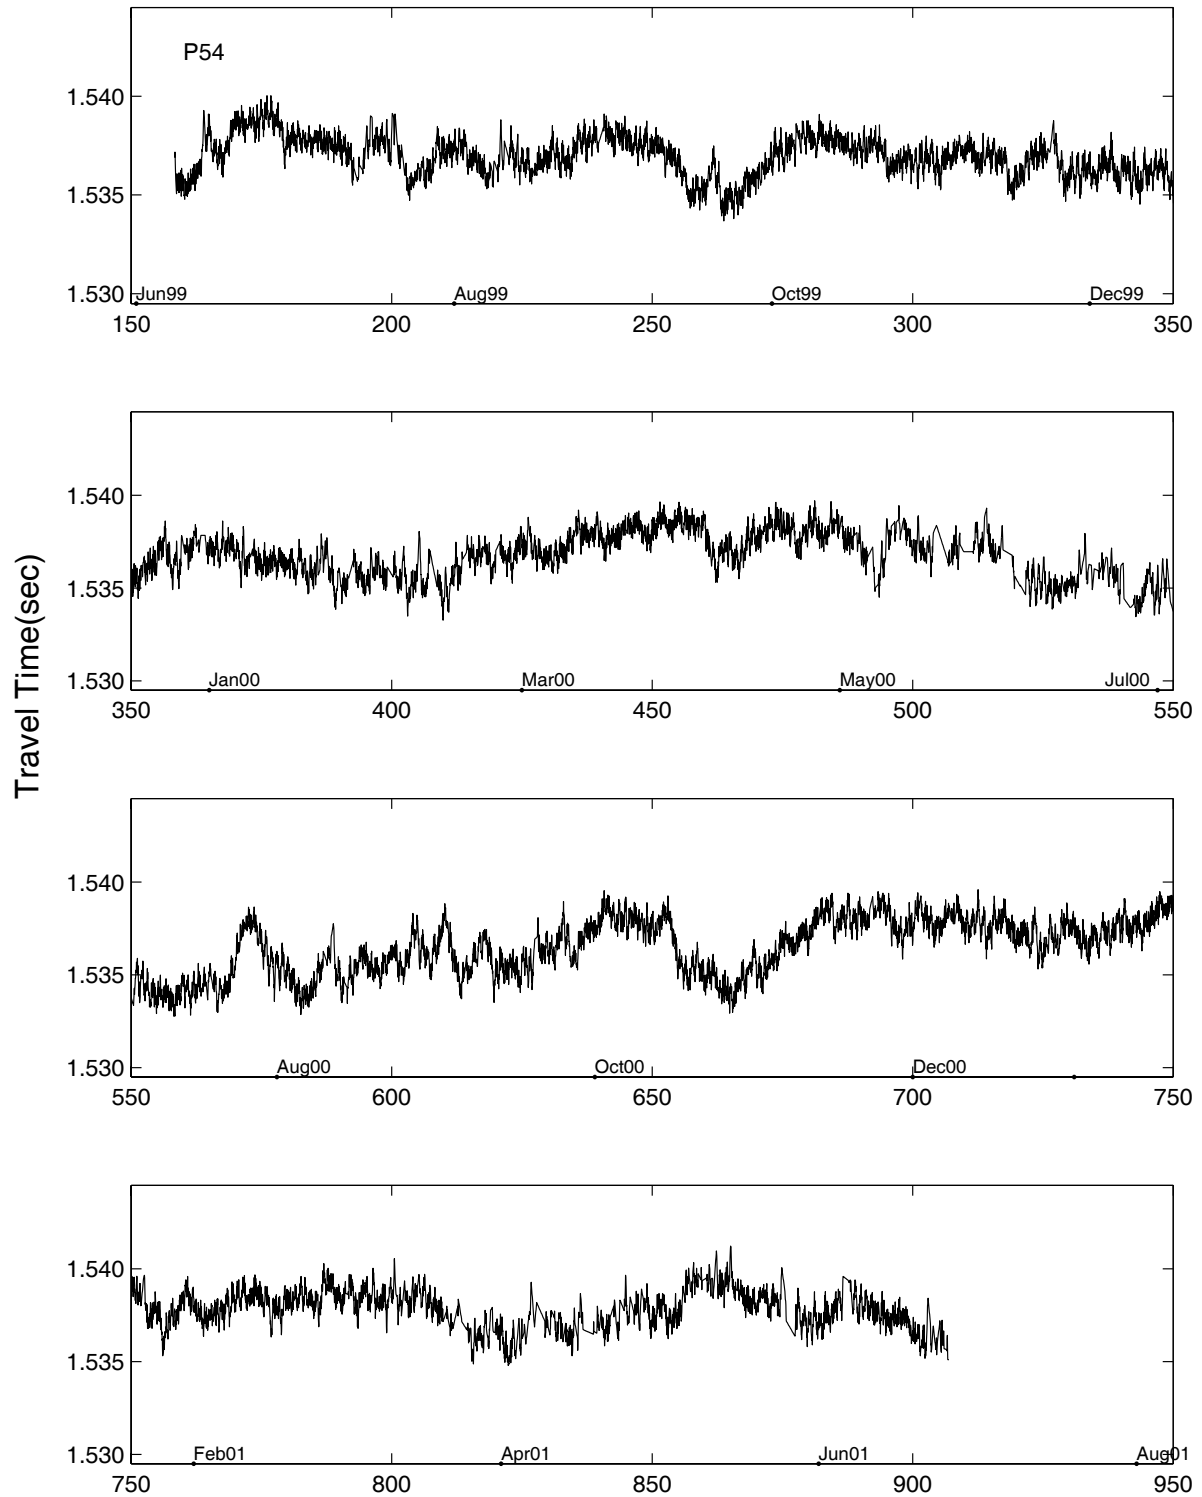 P54
1.540
1.535
1.530
Jun99 Aug99 Oct99 Dec99
150 200 250 300 350
1.540
1.535
1.530
Jan00 Mar00 May00 Jul00
350 400 450 500 550
Travel Time(sec)
1.540
1.535
1.530
Aug00 Oct00 Dec00
550 600 650 700 750
1.540
1.535
1.530
Feb01 Apr01 Jun01 Aug01
750 800 850 900 950